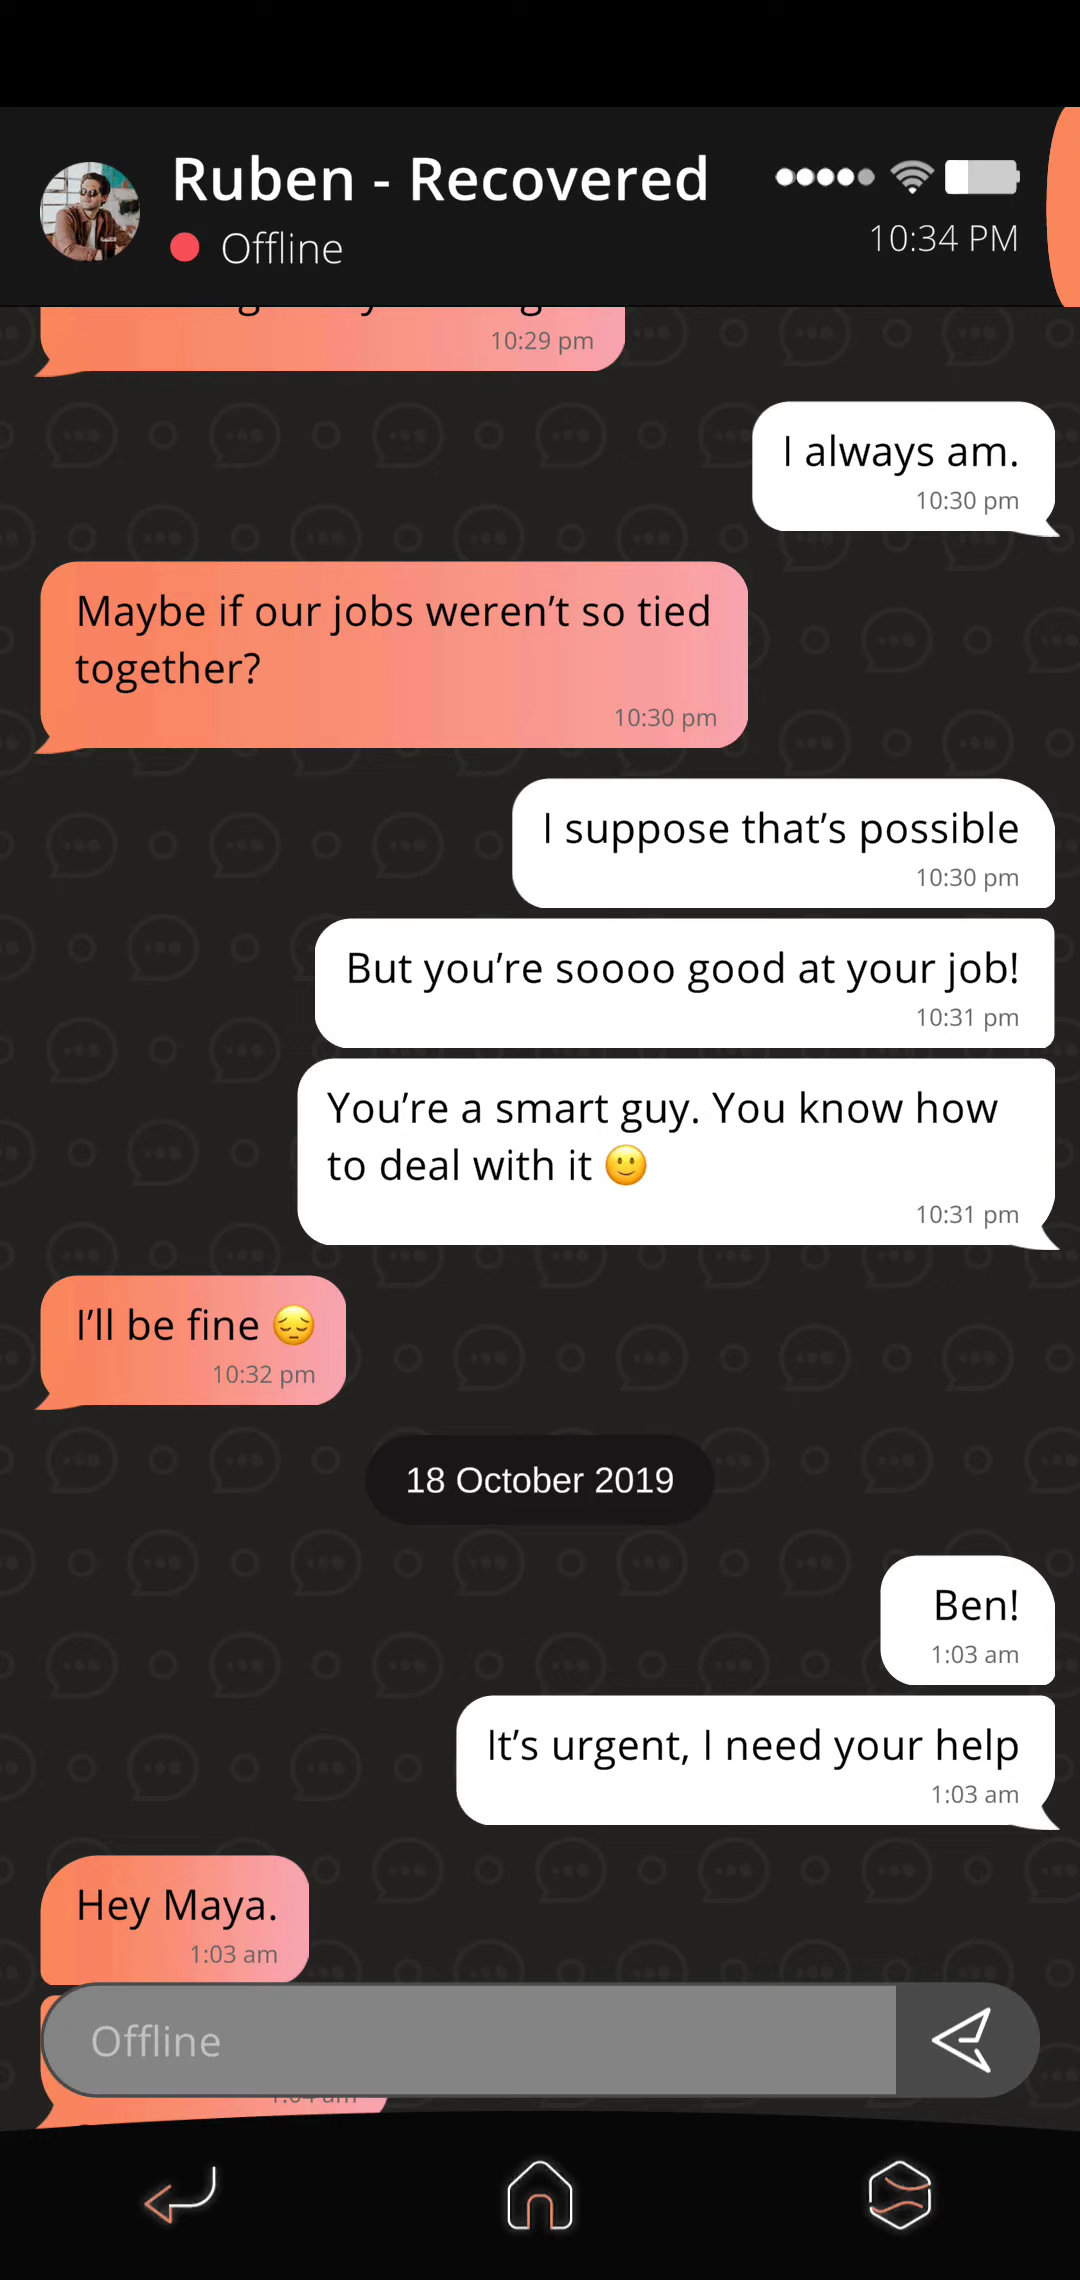 Ruben - Recovered
Offline
10:34 PM
10:29 pm
I always am.
10:30 pm
Maybe if our jobs weren’t so tied
together?
10:30 pm
I suppose that’s possible
10:30 pm
But you’re soooo good at your job!
10:31 pm
You’re a smart guy. You know how
to deal with it 🙂
10:31 pm
I’ll be fine 😔
10:32 pm
18 October 2019
Ben!
1:03 am
It’s urgent, I need your help
1:03 am
Hey Maya.
1:03 am
Offline